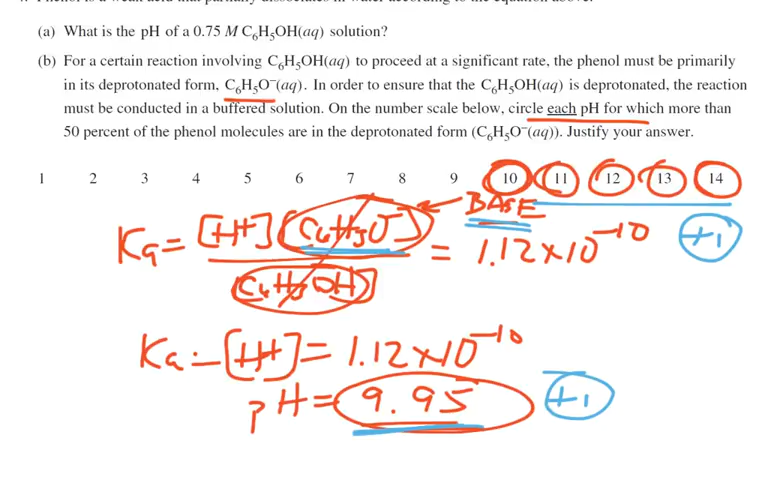 (a) What is the pH of a 0.75 M C₆H₅OH(aq) solution?
(b) For a certain reaction involving C₆H₅OH(aq) to proceed at a significant rate, the phenol must be primarily
in its deprotonated form, C₆H₅O⁻(aq). In order to ensure that the C₆H₅OH(aq) is deprotonated, the reaction
must be conducted in a buffered solution. On the number scale below, circle each pH for which more than
50 percent of the phenol molecules are in the deprotonated form (C₆H₅O⁻(aq)). Justify your answer.
1 2 3 4 5 6 7 8 9 10 11 12 13 14
BASE
Ka = [H+][C6H5O-] / [C6H5OH] = 1.12x10^-10 +1
Ka = [H+] = 1.12x10^-10
pH = 9.95 +1